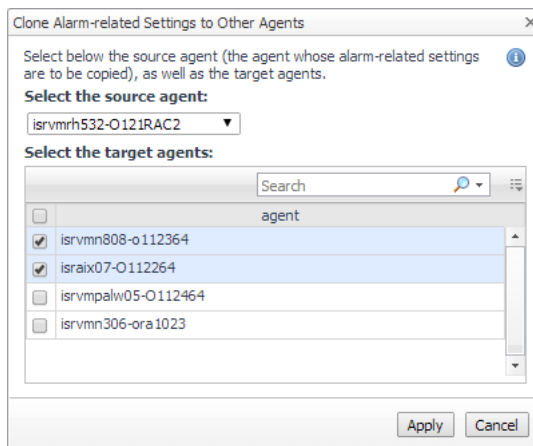 Clone Alarm-related Settings to Other Agents
Select below the source agent (the agent whose alarm-related settings
are to be copied), as well as the target agents.
Select the source agent:
isrvmrh532-O121RAC2
Select the target agents:
Search
agent
isrvmn808-o112364
israix07-O112264
isrvmpalw05-O112464
isrvmn306-ora1023
Apply Cancel